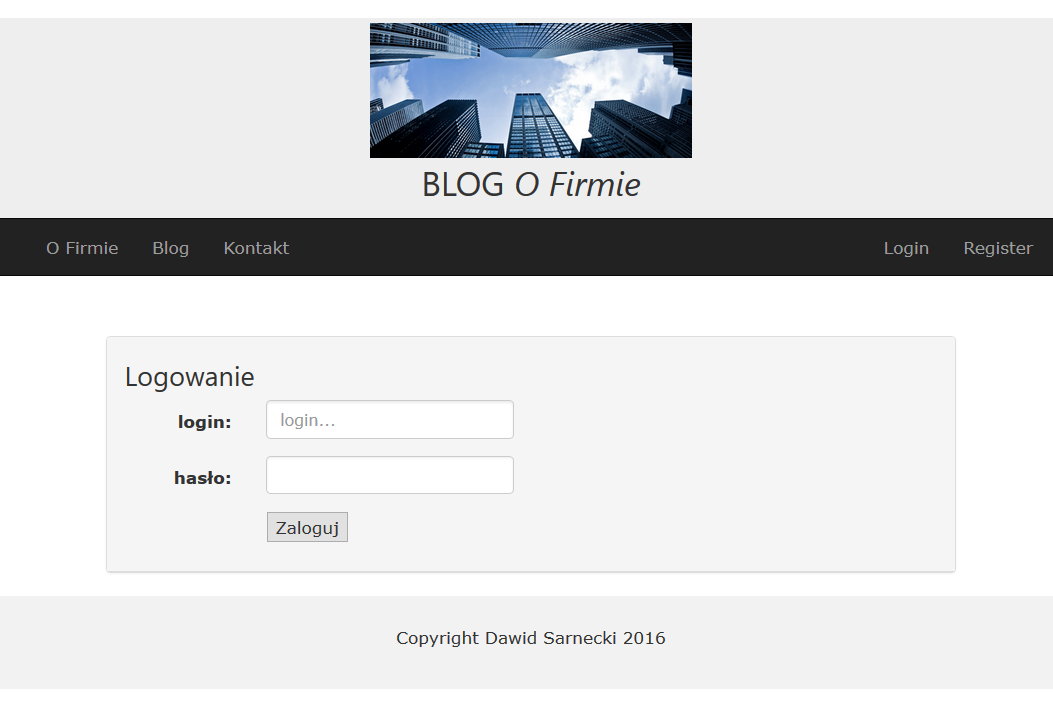 BLOG O Firmie
O Firmie Blog Kontakt Login Register
Logowanie
login: login...
hasło:
Zaloguj
Copyright Dawid Sarnecki 2016